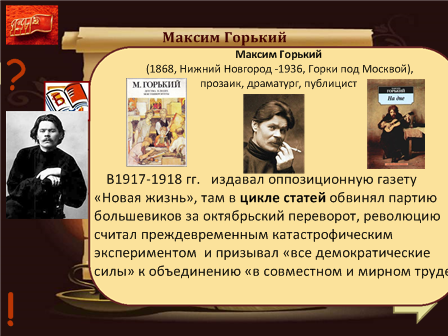 Максим Горький
Максим Горький
(1868, Нижний Новгород -1936, Горки под Москвой),
прозаик, драматург, публицист
М. ГОРЬКИЙ
ГОРЬКИЙ
На дне
В1917-1918 гг. издавал оппозиционную газету
«Новая жизнь», там в цикле статей обвинял партию
большевиков за октябрьский переворот, революцию
считал преждевременным катастрофическим
экспериментом и призывал «все демократические
силы» к объединению «в совместном и мирном труде
?
!